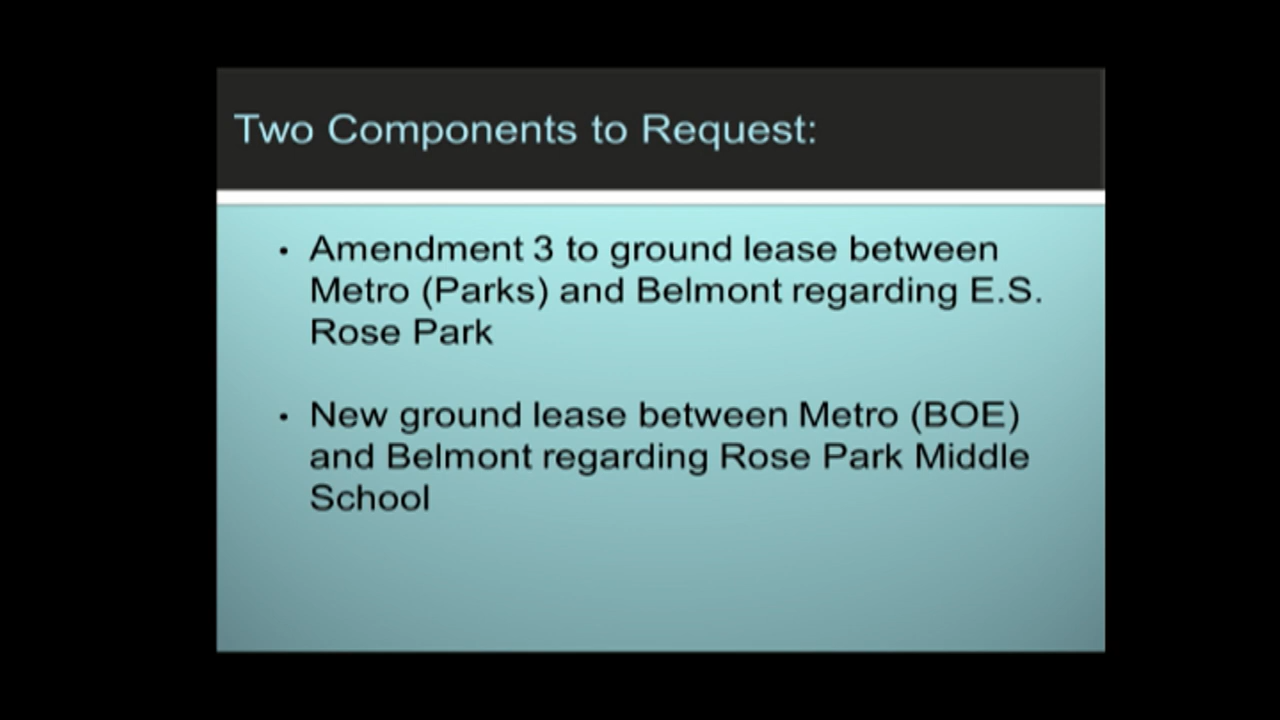 Two Components to Request:
• Amendment 3 to ground lease between
Metro (Parks) and Belmont regarding E.S.
Rose Park
• New ground lease between Metro (BOE)
and Belmont regarding Rose Park Middle
School